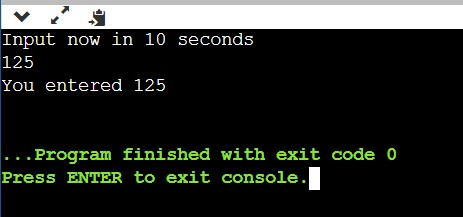 Input now in 10 seconds
125
You entered 125
...Program finished with exit code 0
Press ENTER to exit console.